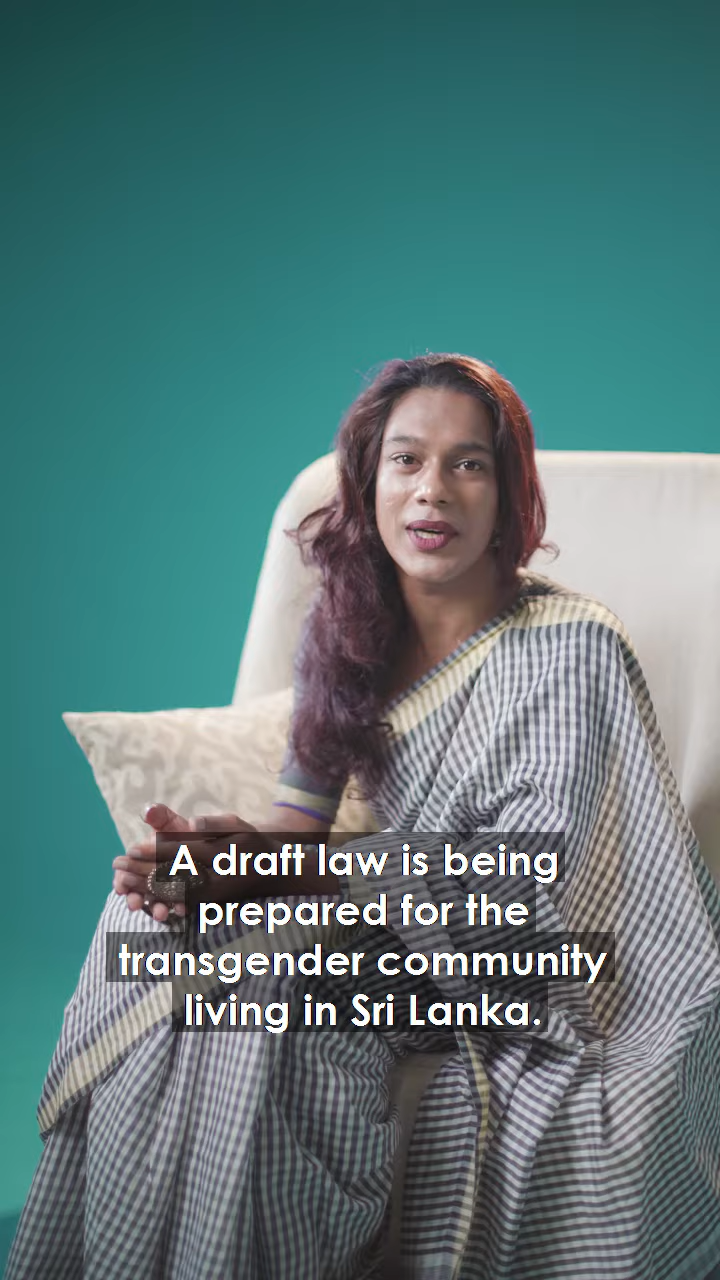 A draft law is being
prepared for the
transgender community
living in Sri Lanka.